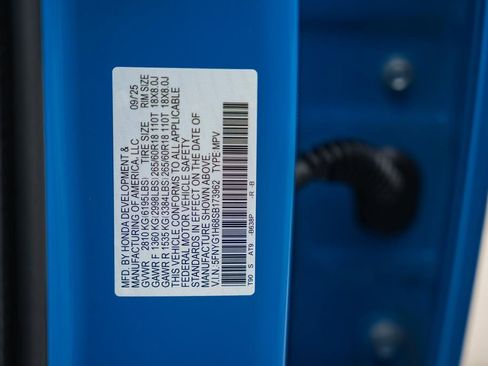 MFD. BY HONDA DEVELOPMENT & 09/25
MANUFACTURING OF AMERICA, LLC
GVWR 2810 KG(6195LBS) TIRE SIZE RIM SIZE
GAWR F 1360 KG(2998LBS) 265/60R18 110T 18X8.0J
GAWR R 1535 KG(3384LBS) 265/60R18 110T 18X8.0J
THIS VEHICLE CONFORMS TO ALL APPLICABLE
FEDERAL MOTOR VEHICLE SAFETY
STANDARDS IN EFFECT ON THE DATE OF
MANUFACTURE SHOWN ABOVE.
V.I.N. 5FNYG1H68SB173962 TYPE MPV
T90 S AT9 -B638P -R -B